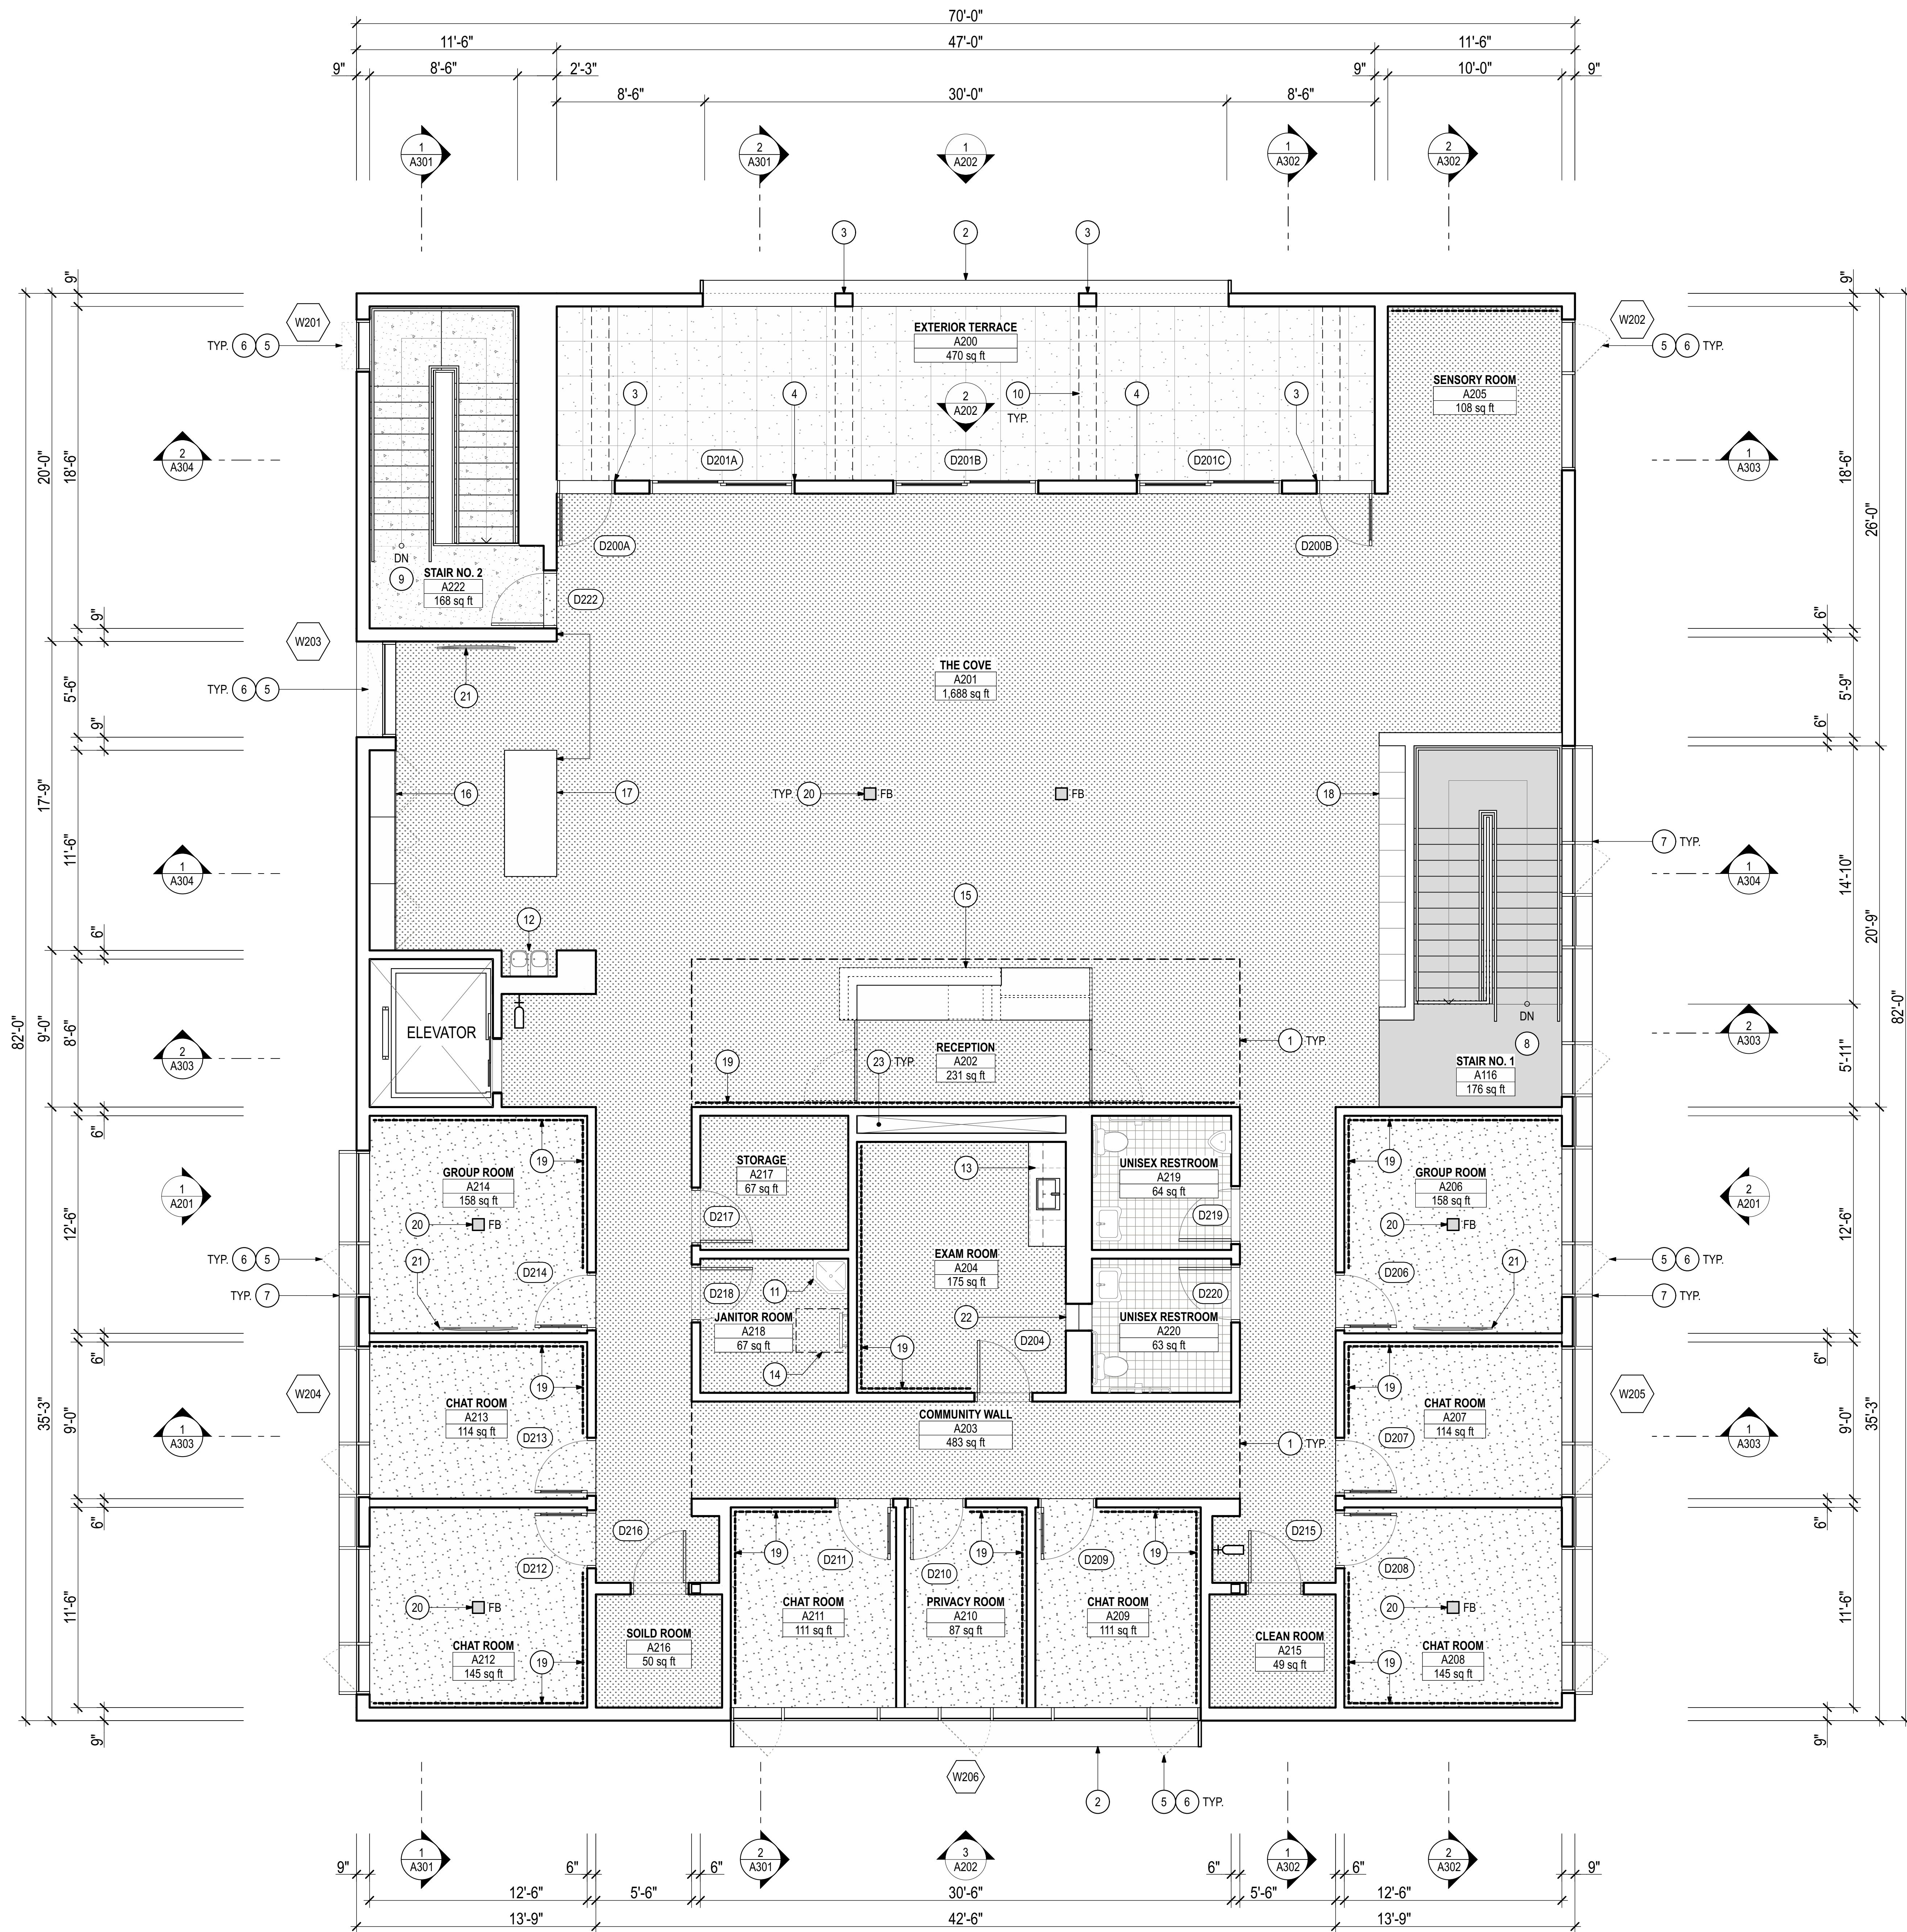 70'-0"
11'-6" 47'-0" 11'-6"
9" 8'-6" 2'-3" 9" 10'-0" 9"
8'-6" 30'-0" 8'-6"
1 2 1 1 2
A301 A301 A202 A302 A302
3 2 3
9" 9"
W201 W202
TYP. 6 5
5 6 TYP.
EXTERIOR TERRACE
A200
470 sq ft
SENSORY ROOM
A205
108 sq ft
3 4 2 10 4 3
A202 TYP.
2
A304
20'-0" 18'-6"
D201A D201B D201C
1
A303
18'-6" 26'-0"
D200A D200B
DN
9
STAIR NO. 2
A222
168 sq ft
D222
9" 6"
W203
THE COVE
A201
1,688 sq ft
TYP. 6 5
21
5'-6" 5'-9"
9" 6"
16 17 TYP. 20 FB FB 18
17'-9"
7 TYP.
11'-6" 14'-10"
1
A304
1
A304
15
12
6" 20'-9"
82'-0" 9'-0" 8'-6"
82'-0"
ELEVATOR
2
A303
2
A303
DN
8
1 TYP.
RECEPTION
A202
231 sq ft
19 23 TYP.
STAIR NO. 1
A116
176 sq ft
5'-11"
6" 6"
19 19
GROUP ROOM
A214
158 sq ft
STORAGE
A217
67 sq ft
13
UNISEX RESTROOM
A219
64 sq ft
GROUP ROOM
A206
158 sq ft
1
A201
2
A201
12'-6" 12'-6"
20 FB
20 FB
D217 D219
TYP. 6 5
5 6 TYP.
EXAM ROOM
A204
175 sq ft
21 D214
D206 21
TYP. 7
7 TYP.
11 D218 D220
JANITOR ROOM
A218
67 sq ft
22 D204
UNISEX RESTROOM
A220
63 sq ft
19
14
6" 6"
W204 W205
19 19
CHAT ROOM
A213
114 sq ft
COMMUNITY WALL
A203
483 sq ft
CHAT ROOM
A207
114 sq ft
35'-3" 9'-0" 9'-0" 35'-3"
1
A303
1
A303
D213 1 TYP. D207
6" 6"
D216 D215
D212 D211 19 D210 19 D209 19 D208
20 FB
20 FB
11'-6" 11'-6"
CHAT ROOM
A211
111 sq ft
PRIVACY ROOM
A210
87 sq ft
CHAT ROOM
A209
111 sq ft
SOILD ROOM
A216
50 sq ft
CLEAN ROOM
A215
49 sq ft
CHAT ROOM
A212
145 sq ft
19
CHAT ROOM
A208
145 sq ft
19
9" 9"
W206
2 5 6 TYP.
1 2 3 1 2
A301 A301 A202 A302 A302
9" 6" 6" 6" 6" 9"
12'-6" 5'-6" 30'-6" 5'-6" 12'-6"
13'-9" 42'-6" 13'-9"